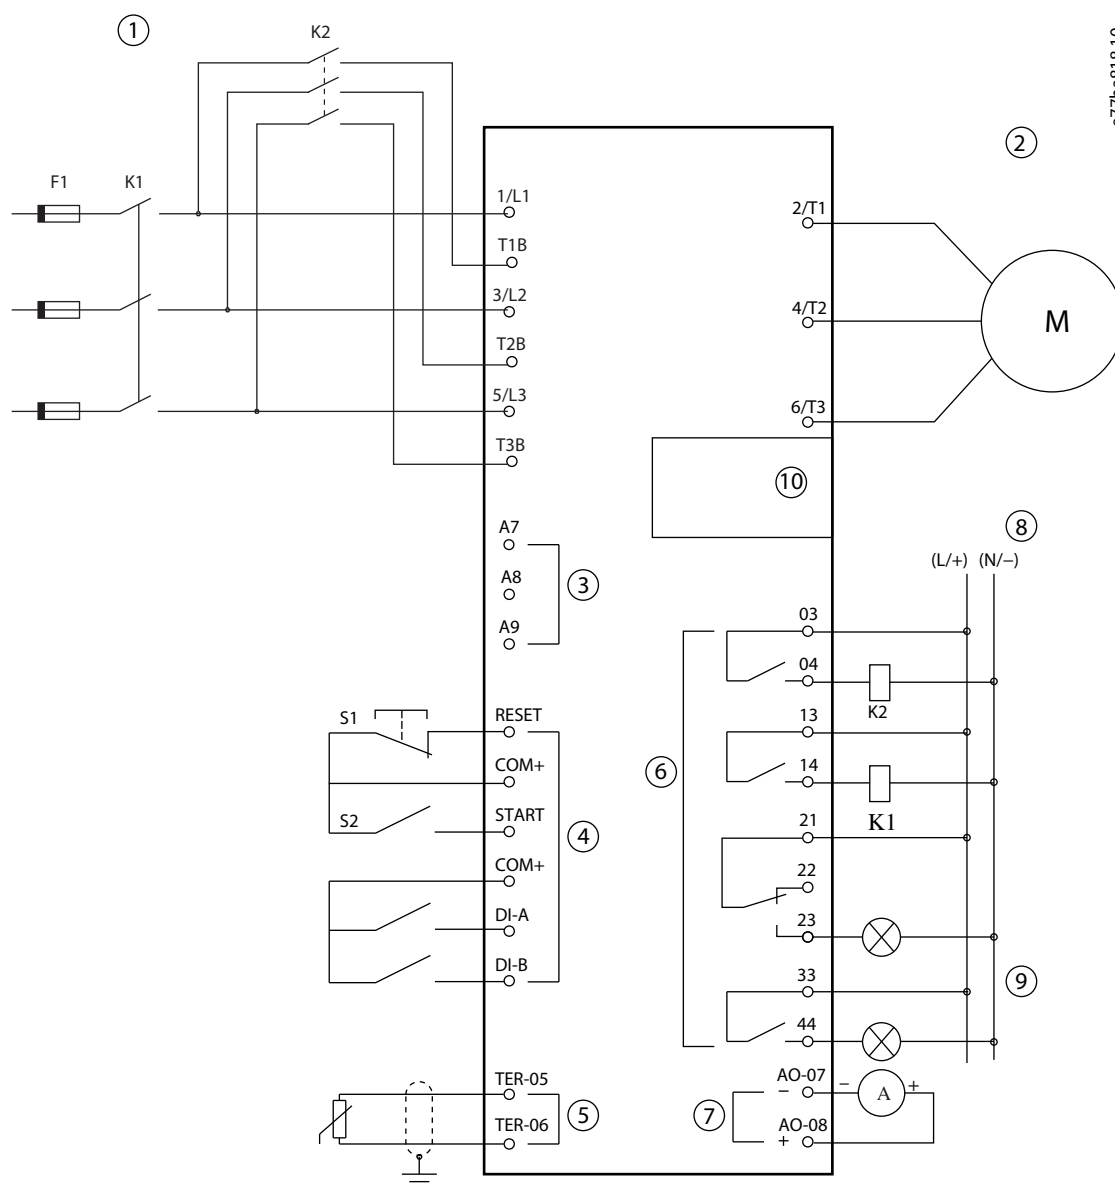 1
K2
2
F1
K1
1/L1
2/T1
T1B
3/L2
4/T2
M
T2B
5/L3
6/T3
T3B
10
A7
8
(L/+) (N/−)
A8
3
A9
03
04
K2
S1
RESET
13
COM+
6
14
K1
S2
START
4
21
COM+
22
DI-A
23
DI-B
33
9
44
TER-05
AO-07
−
−
A
+
5
7
TER-06
AO-08
+